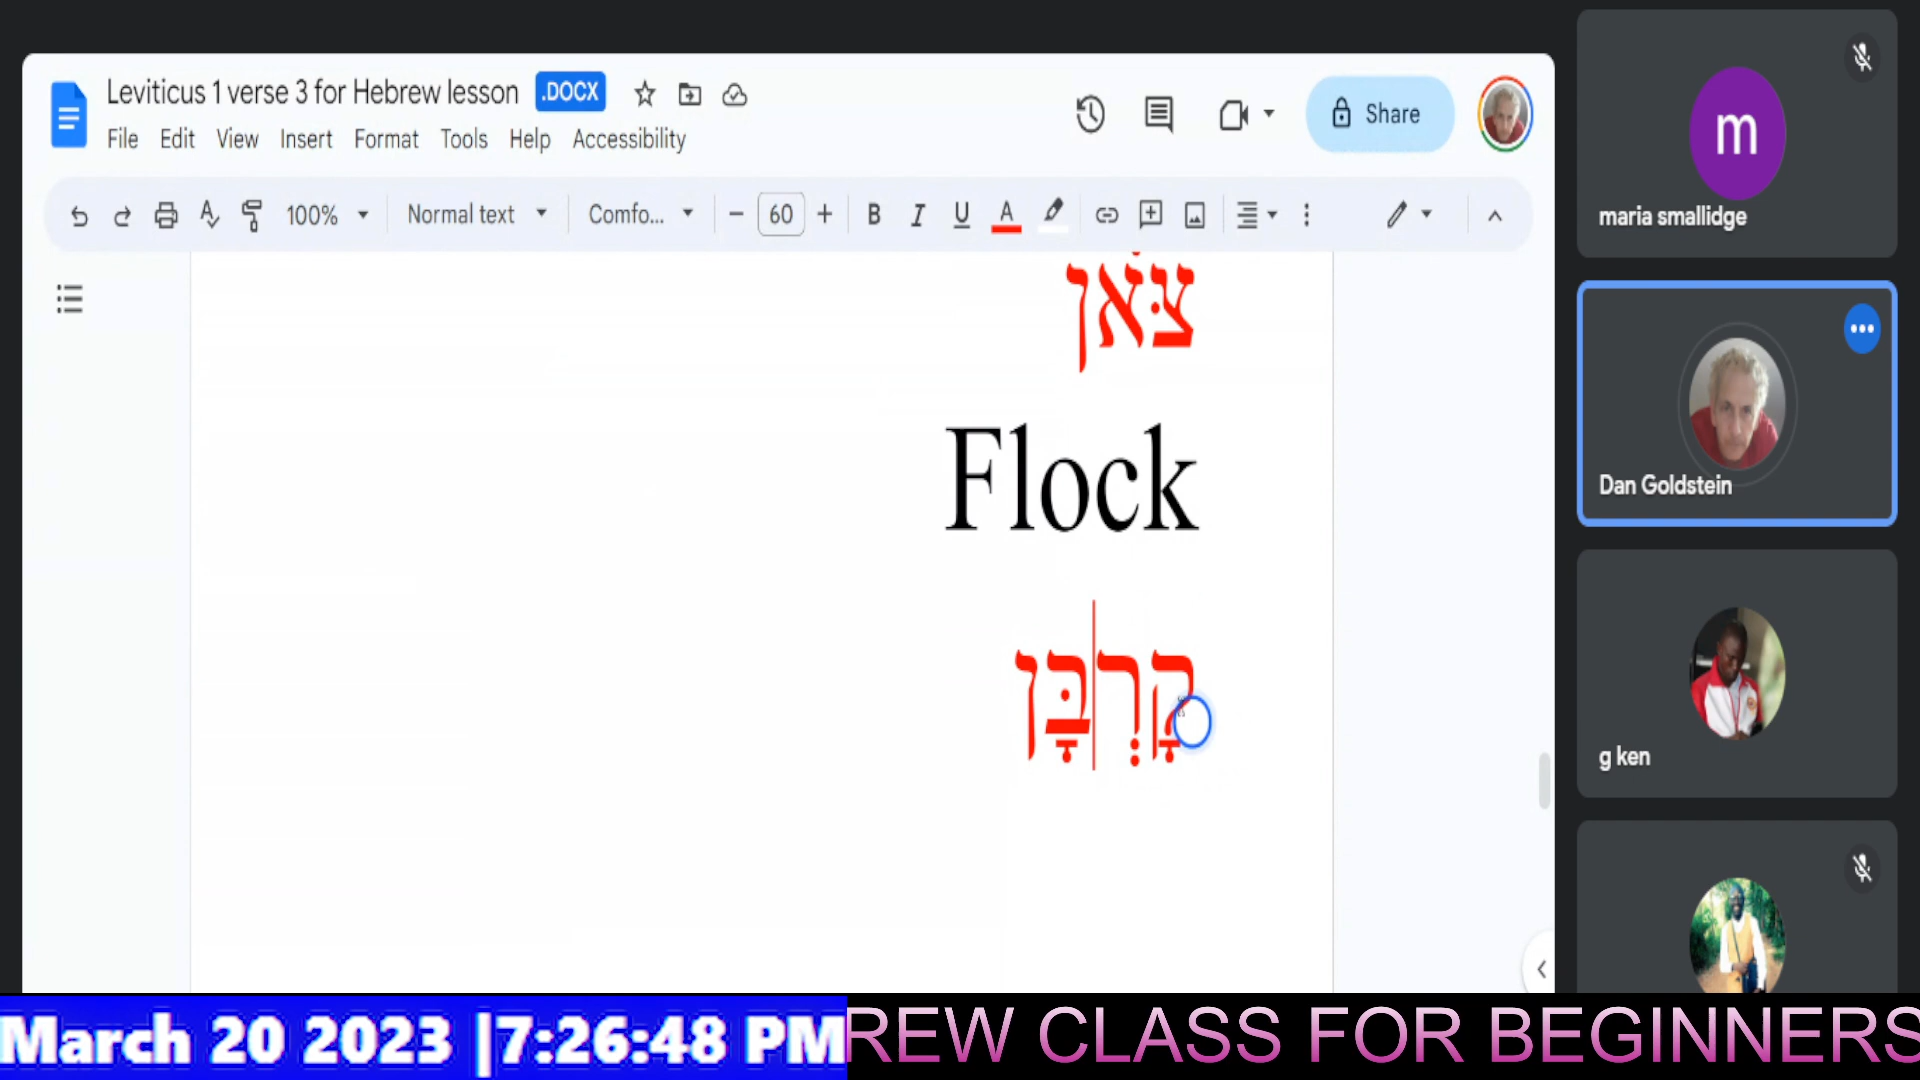 Leviticus 1 verse 3 for Hebrew lesson .DOCX
File Edit View Insert Format Tools Help Accessibility
Share
100% Normal text Comfo... − 60 + B I U A
צֹּאן
Flock
קָרְבָּן
m
maria smallidge
Dan Goldstein
g ken
March 20 2023 |7:26:48 PM
REW CLASS FOR BEGINNERS